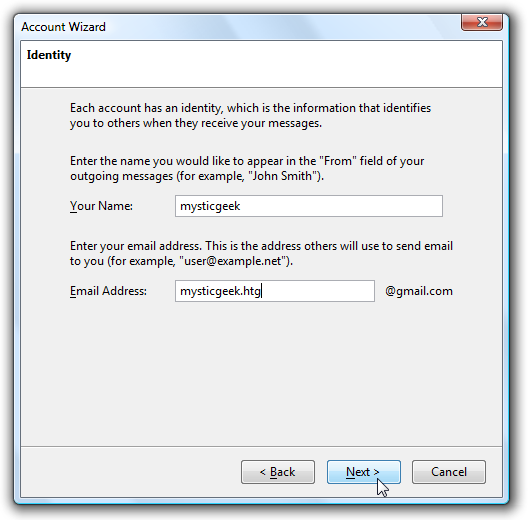 Account Wizard
Identity
Each account has an identity, which is the information that identifies
you to others when they receive your messages.
Enter the name you would like to appear in the "From" field of your
outgoing messages (for example, "John Smith").
Your Name: mysticgeek
Enter your email address. This is the address others will use to send email
to you (for example, "user@example.net").
Email Address: mysticgeek.htg @gmail.com
< Back Next > Cancel